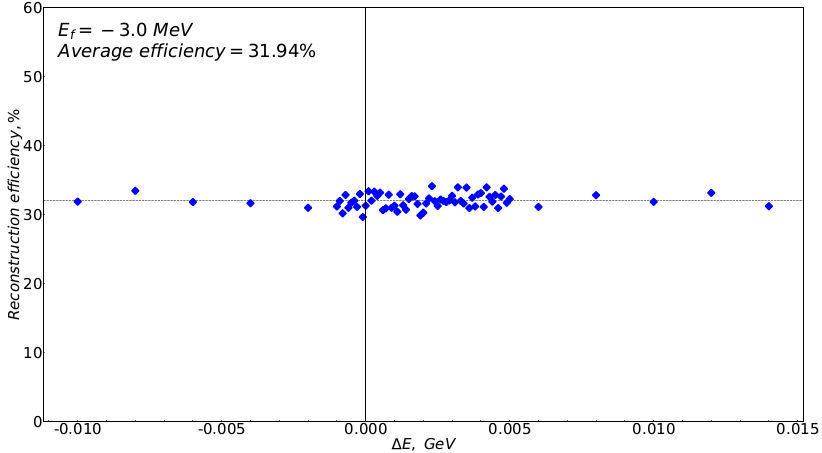 E_f = −3.0 MeV
Average efficiency = 31.94%
60
50
40
30
20
10
0
Reconstruction efficiency, %
-0.010 -0.005 0.000 0.005 0.010 0.015
ΔE, GeV